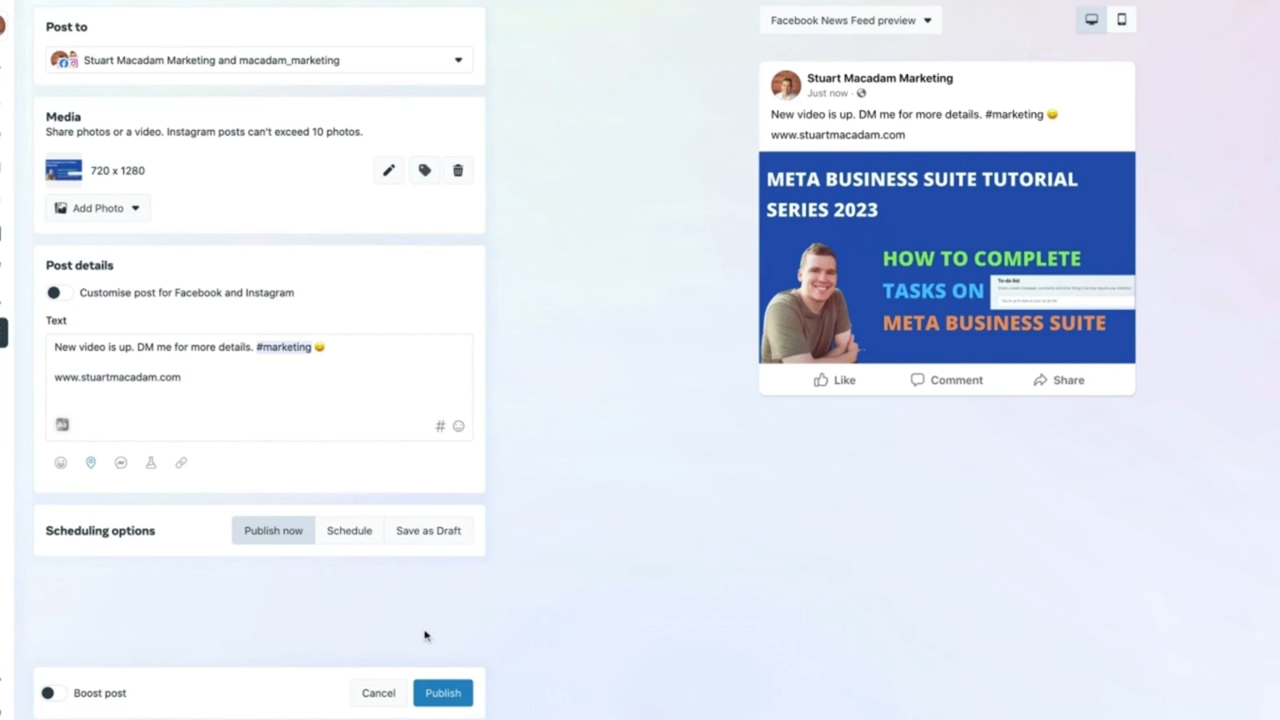 Post to
Stuart Macadam Marketing and macadam_marketing
Media
Share photos or a video. Instagram posts can't exceed 10 photos.
720 x 1280
Add Photo
Post details
Customise post for Facebook and Instagram
Text
New video is up. DM me for more details. #marketing 😀
www.stuartmacadam.com
#
Scheduling options
Publish now
Schedule
Save as Draft
Boost post
Cancel
Publish
Facebook News Feed preview
Stuart Macadam Marketing
Just now ·
New video is up. DM me for more details. #marketing 😀
www.stuartmacadam.com
META BUSINESS SUITE TUTORIAL
SERIES 2023
HOW TO COMPLETE
TASKS ON
To-do list
META BUSINESS SUITE
Like
Comment
Share